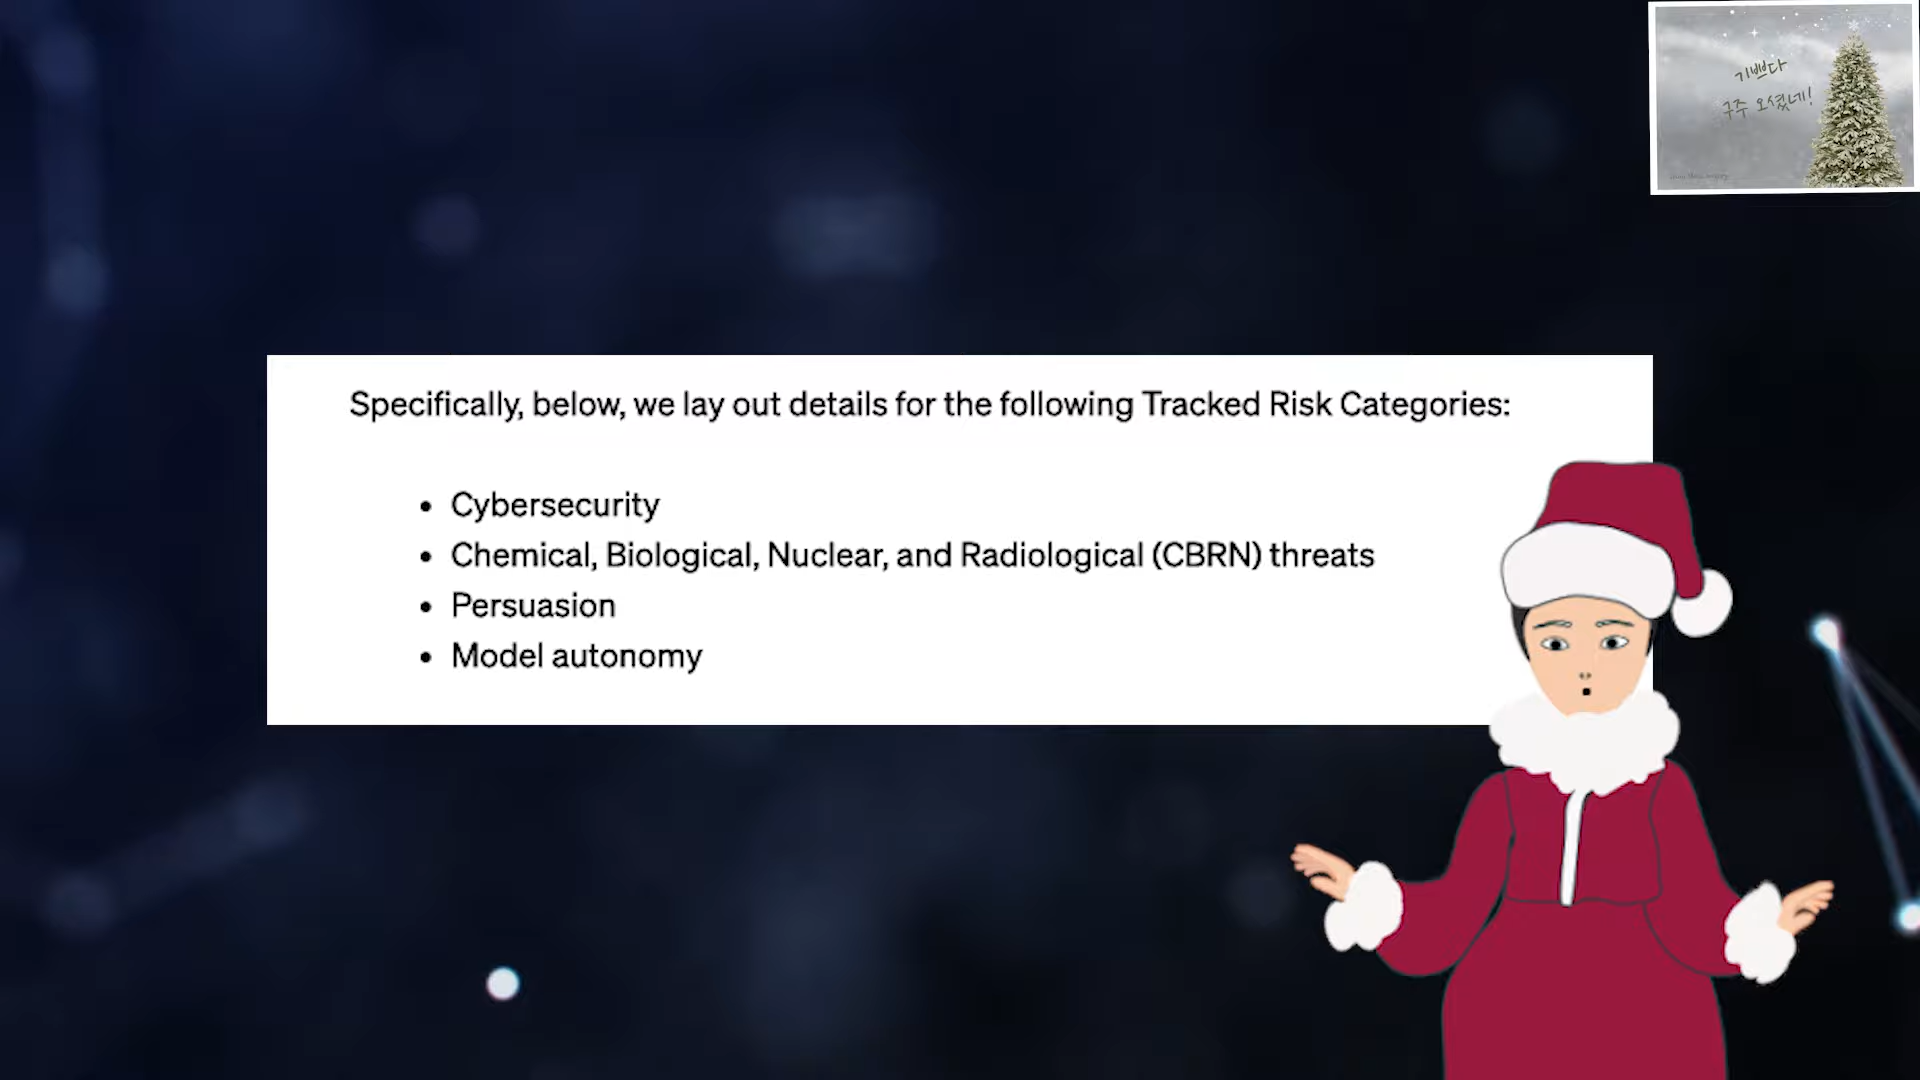 기쁘다
구주 오셨네!
Specifically, below, we lay out details for the following Tracked Risk Categories:
• Cybersecurity
• Chemical, Biological, Nuclear, and Radiological (CBRN) threats
• Persuasion
• Model autonomy